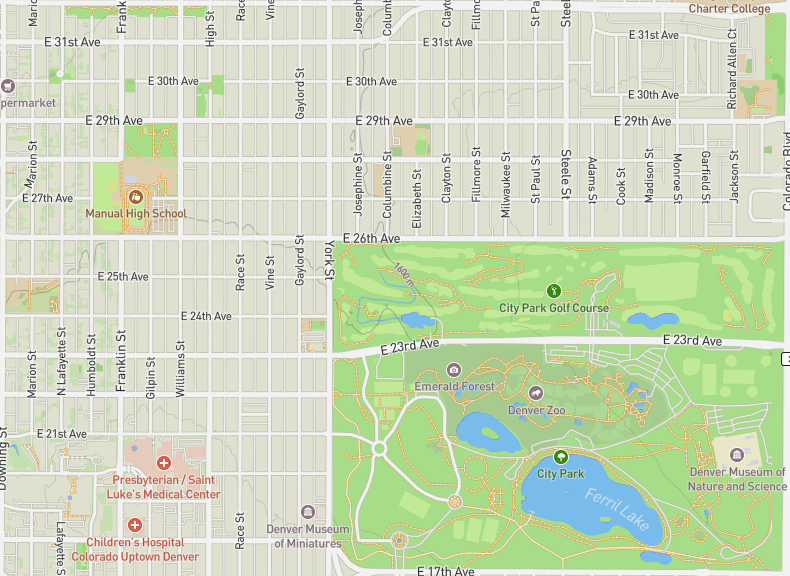 Marion St
Frank
High St
Race
Vine
Joseph
Colum
Clayto
Fillmo
St Pa
Steel
Charter College
E 31st Ave
E 31st Ave
E 31st Ave
E 30th Ave
Gaylord St
E 30th Ave
E 30th Ave
Richard Allen Ct
permarket
E 29th Ave
E 29th Ave
E 29th Ave
Marion St
Josephine St
Columbine St
Elizabeth St
Clayton St
Fillmore St
Milwaukee St
St Paul St
Steele St
Adams St
Cook St
Madison St
Monroe St
Garfield St
Jackson St
Colorado Blvd
E 27th Ave
Manual High School
E 26th Ave
York St
E 25th Ave
Race St
Vine St
Gaylord St
1600 m
City Park Golf Course
E 24th Ave
E 23rd Ave
E 23rd Ave
Marion St
N Lafayette St
Humboldt St
Franklin St
Gilpin St
Williams St
Emerald Forest
Denver Zoo
E 21st Ave
Downing St
Presbyterian / Saint
Luke's Medical Center
City Park
Ferril Lake
Denver Museum of
Nature and Science
Children's Hospital
Colorado Uptown Denver
Lafayette S
Race St
Denver Museum
of Miniatures
E 17th Ave